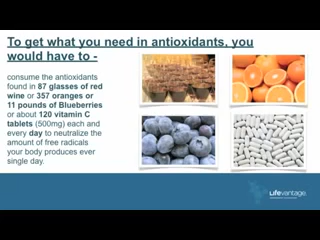 To get what you need in antioxidants, you
would have to -
consume the antioxidants
found in 87 glasses of red
wine or 357 oranges or
11 pounds of Blueberries
or about 120 vitamin C
tablets (500mg) each and
every day to neutralize the
amount of free radicals
your body produces ever
single day.
Lifevantage